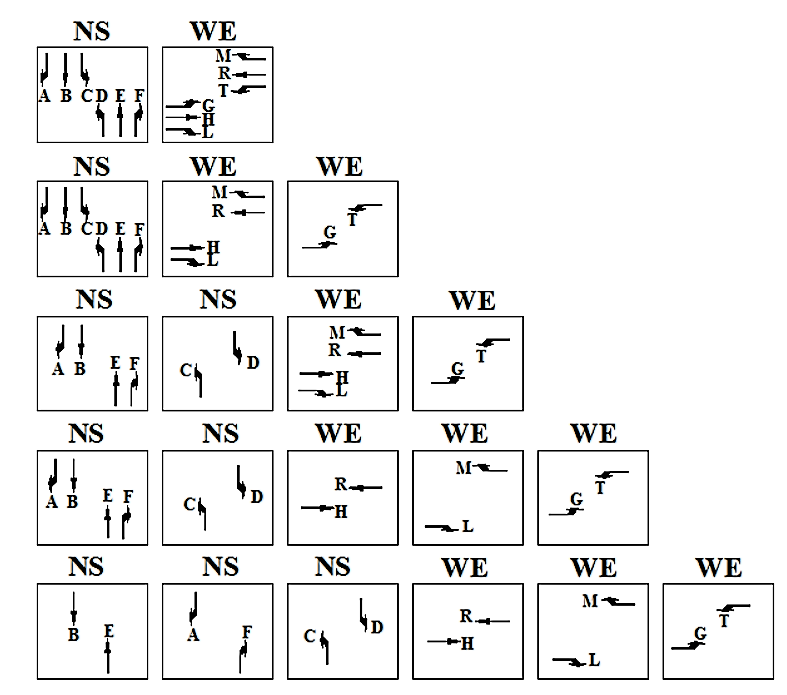 NS WE
M
R
A B C D E F T
G
H
L
NS WE WE
M
R T
A B C D E F G
H
L
NS NS WE WE
M
R T
A B E F C D H G
L
NS NS WE WE WE
M
A B E F C D R T
H L G
NS NS NS WE WE WE
M
B E A F C D R T
H L G